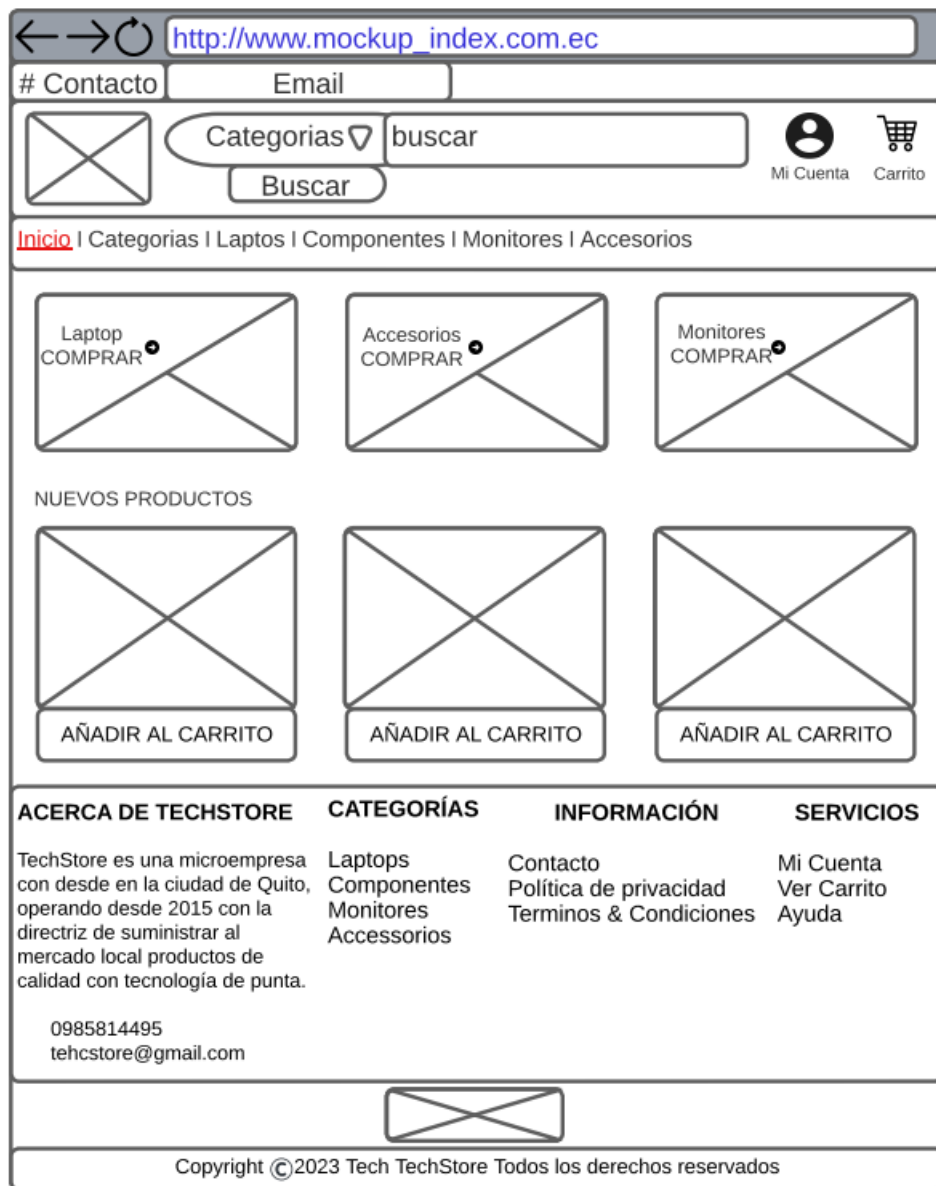 http://www.mockup_index.com.ec
# Contacto Email
Categorias buscar
Buscar
Mi Cuenta Carrito
Inicio I Categorias I Laptos I Componentes I Monitores I Accesorios
Laptop
COMPRAR
Accesorios
COMPRAR
Monitores
COMPRAR
NUEVOS PRODUCTOS
AÑADIR AL CARRITO
AÑADIR AL CARRITO
AÑADIR AL CARRITO
ACERCA DE TECHSTORE
TechStore es una microempresa
con desde en la ciudad de Quito,
operando desde 2015 con la
directriz de suministrar al
mercado local productos de
calidad con tecnología de punta.
0985814495
tehcstore@gmail.com
CATEGORÍAS
Laptops
Componentes
Monitores
Accessorios
INFORMACIÓN
Contacto
Política de privacidad
Terminos & Condiciones
SERVICIOS
Mi Cuenta
Ver Carrito
Ayuda
Copyright ©2023 Tech TechStore Todos los derechos reservados